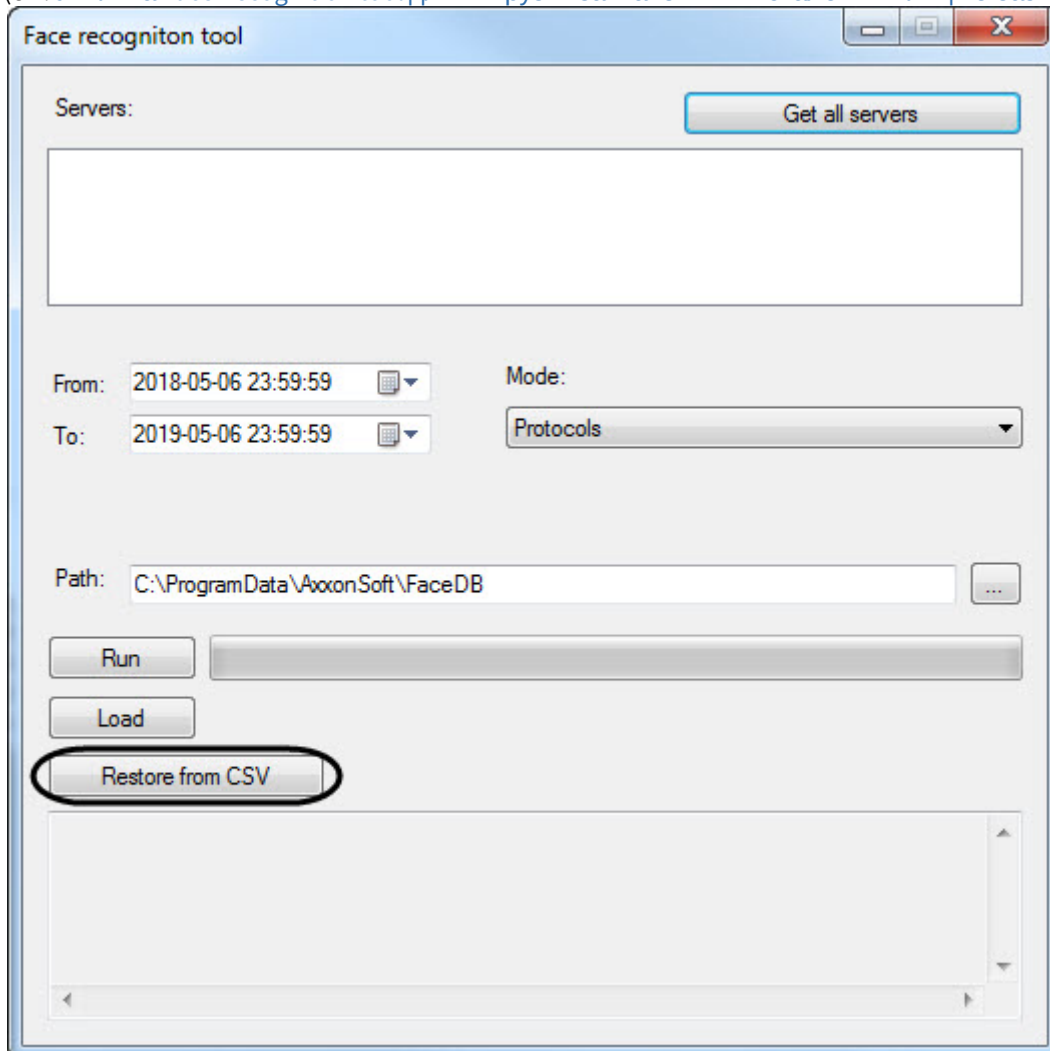 Face recogniton tool
Servers:
Get all servers
From:
2018-05-06 23:59:59
Mode:
To:
2019-05-06 23:59:59
Protocols
Path:
C:\ProgramData\AxxonSoft\FaceDB
...
Run
Load
Restore from CSV